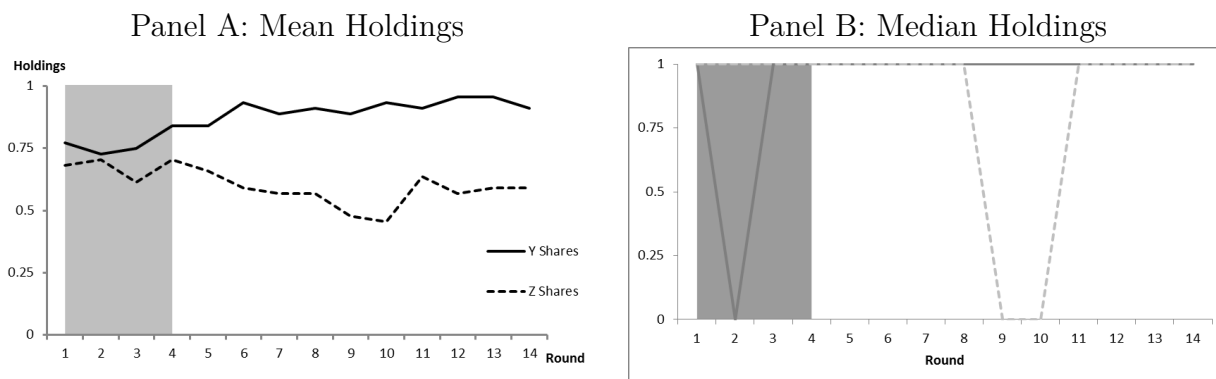 Panel A: Mean Holdings
Holdings
1
0.75
0.5
0.25
0
1 2 3 4 5 6 7 8 9 10 11 12 13 14 Round
Y Shares
Z Shares
Panel B: Median Holdings
1
0.75
0.5
0.25
0
1 2 3 4 5 6 7 8 9 10 11 12 13 14
Round